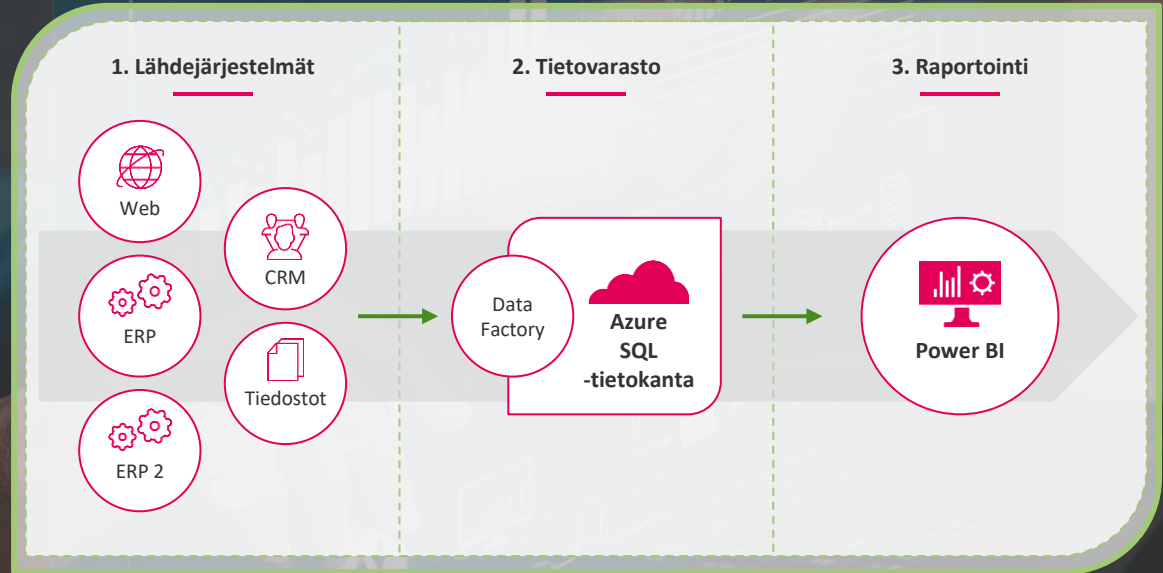 1. Lähdejärjestelmät
Web
CRM
ERP
Tiedostot
ERP 2
2. Tietovarasto
Data
Factory
Azure
SQL
-tietokanta
3. Raportointi
Power BI